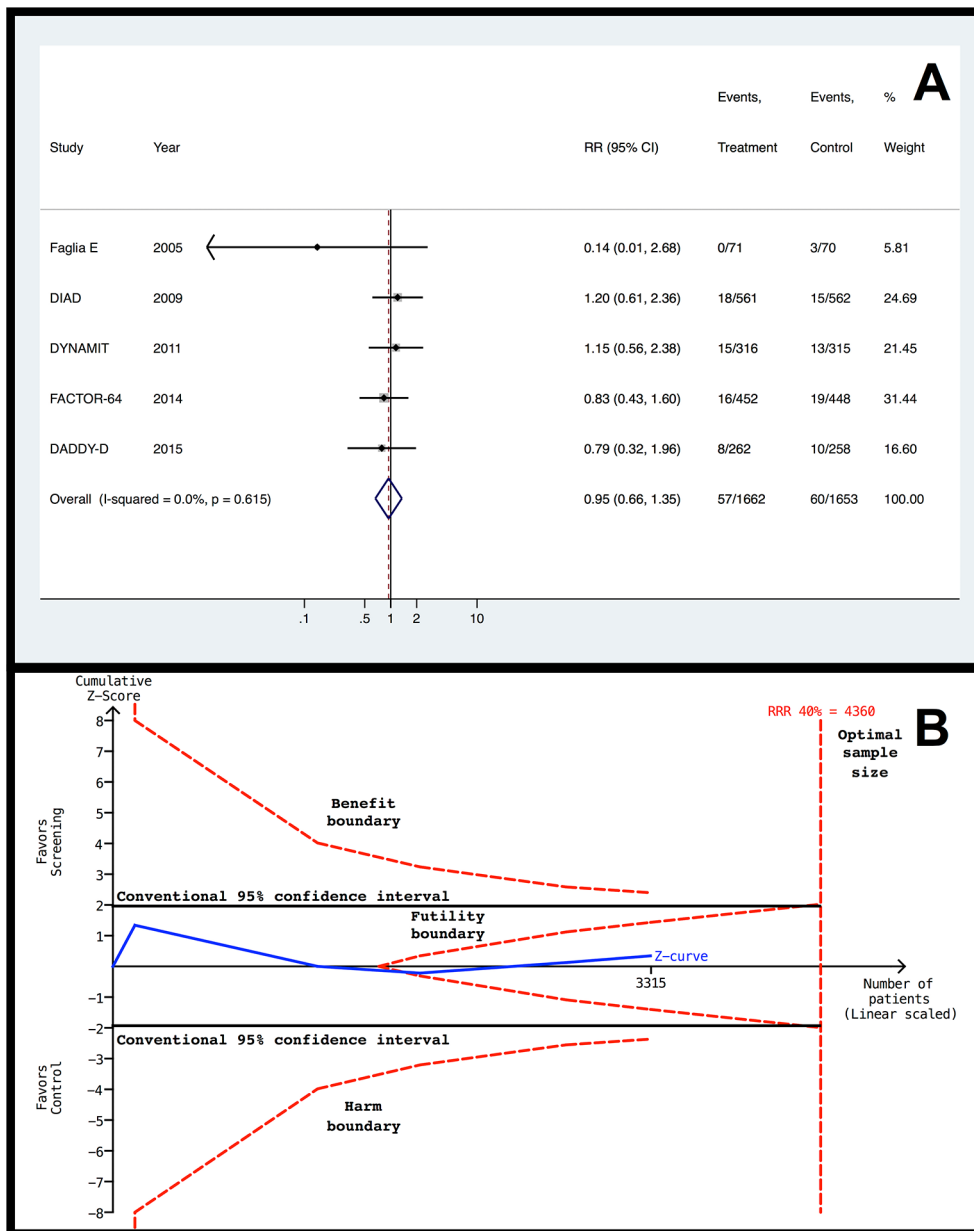 A
Events, Events, %
Study Year RR (95% CI) Treatment Control Weight
Faglia E 2005 0.14 (0.01, 2.68) 0/71 3/70 5.81
DIAD 2009 1.20 (0.61, 2.36) 18/561 15/562 24.69
DYNAMIT 2011 1.15 (0.56, 2.38) 15/316 13/315 21.45
FACTOR-64 2014 0.83 (0.43, 1.60) 16/452 19/448 31.44
DADDY-D 2015 0.79 (0.32, 1.96) 8/262 10/258 16.60
Overall (I-squared = 0.0%, p = 0.615) 0.95 (0.66, 1.35) 57/1662 60/1653 100.00
.1 .5 1 2 10
B
Cumulative
Z-Score
RRR 40% = 4360
Optimal
sample
size
8
7
6
5
4
3
2
1
-1
-2
-3
-4
-5
-6
-7
-8
Favors
Screening
Favors
Control
Benefit
boundary
Conventional 95% confidence interval
Futility
boundary
Z-curve
3315
Number of
patients
(Linear scaled)
Conventional 95% confidence interval
Harm
boundary